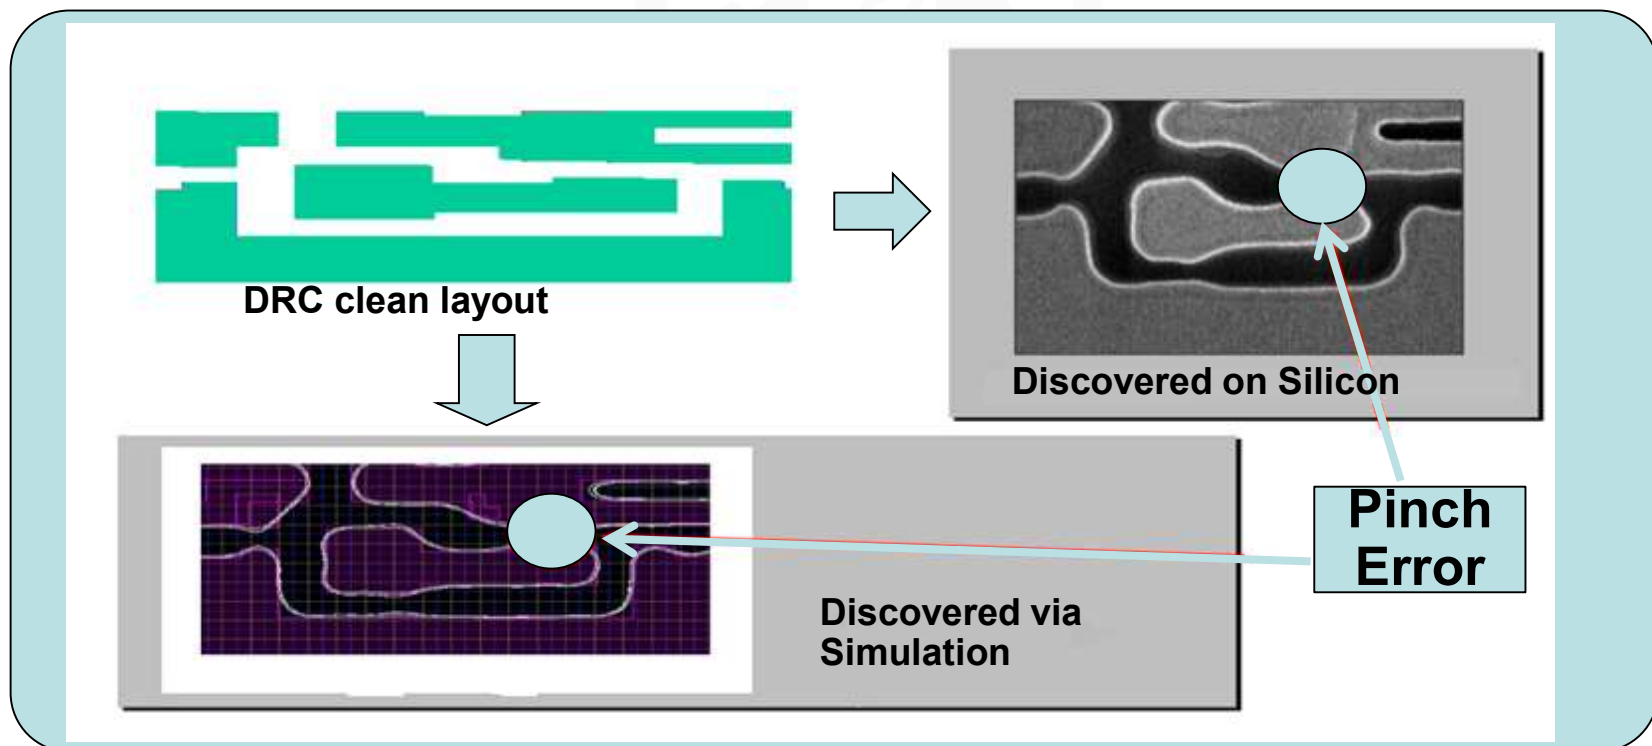 DRC clean layout
Discovered on Silicon
Pinch
Error
Discovered via
Simulation